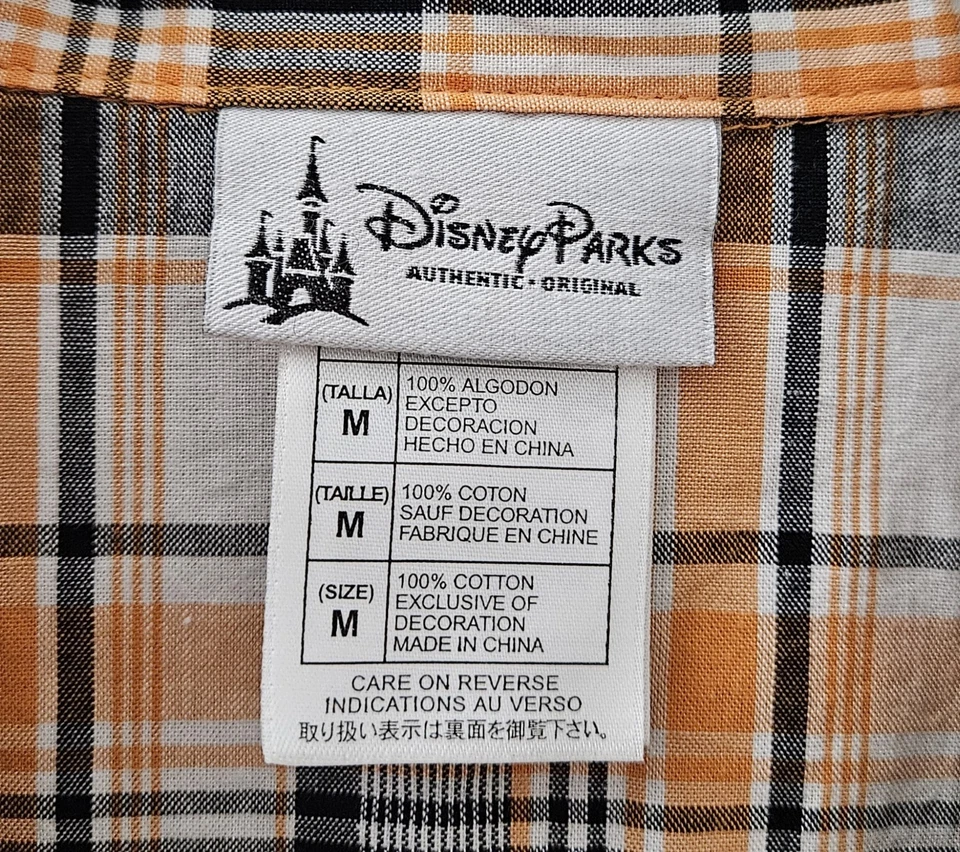 DISNEY PARKS
AUTHENTIC • ORIGINAL
(TALLA)
M
100% ALGODON
EXCEPTO
DECORACION
HECHO EN CHINA
(TAILLE)
M
100% COTON
SAUF DECORATION
FABRIQUE EN CHINE
(SIZE)
M
100% COTTON
EXCLUSIVE OF
DECORATION
MADE IN CHINA
CARE ON REVERSE
INDICATIONS AU VERSO
取り扱い表示は裏面を御覧下さい。